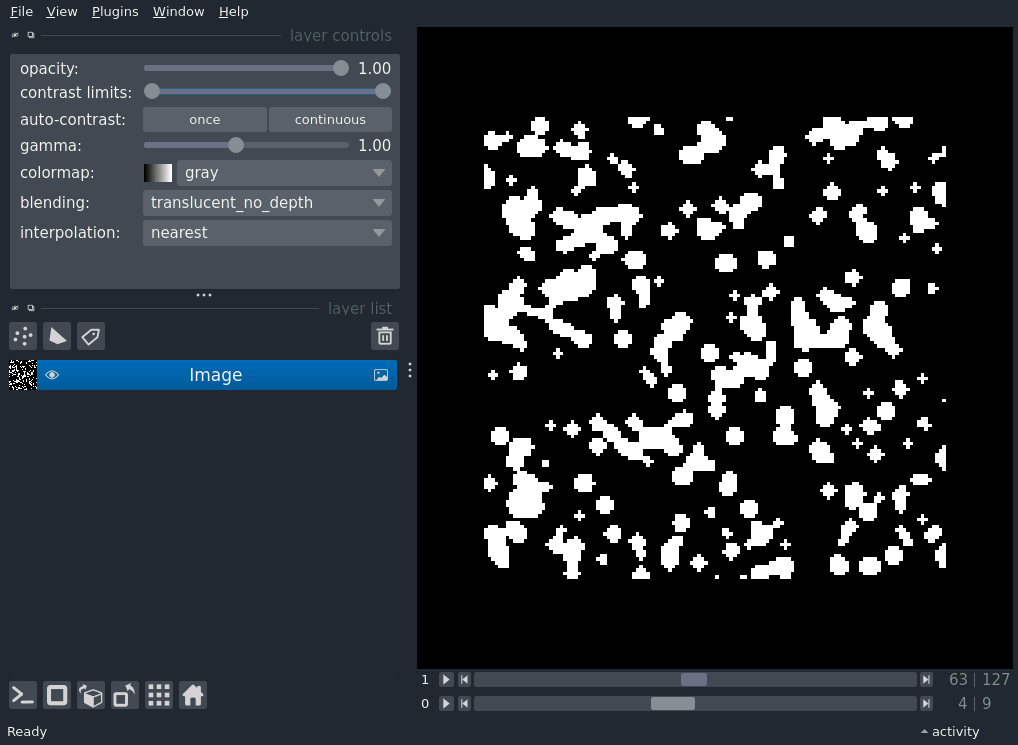 File View Plugins Window Help
layer controls
opacity: 1.00
contrast limits:
auto-contrast: once continuous
gamma: 1.00
colormap: gray
blending: translucent_no_depth
interpolation: nearest
layer list
Image
1 63 | 127
0 4 | 9
Ready activity